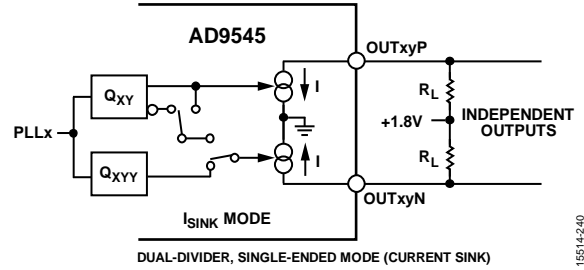 AD9545
OUTxyP
QXY
I
RL
PLLx
+1.8V
INDEPENDENT
OUTPUTS
QXYY
I
RL
OUTxyN
ISINK MODE
DUAL-DIVIDER, SINGLE-ENDED MODE (CURRENT SINK)
15514-240